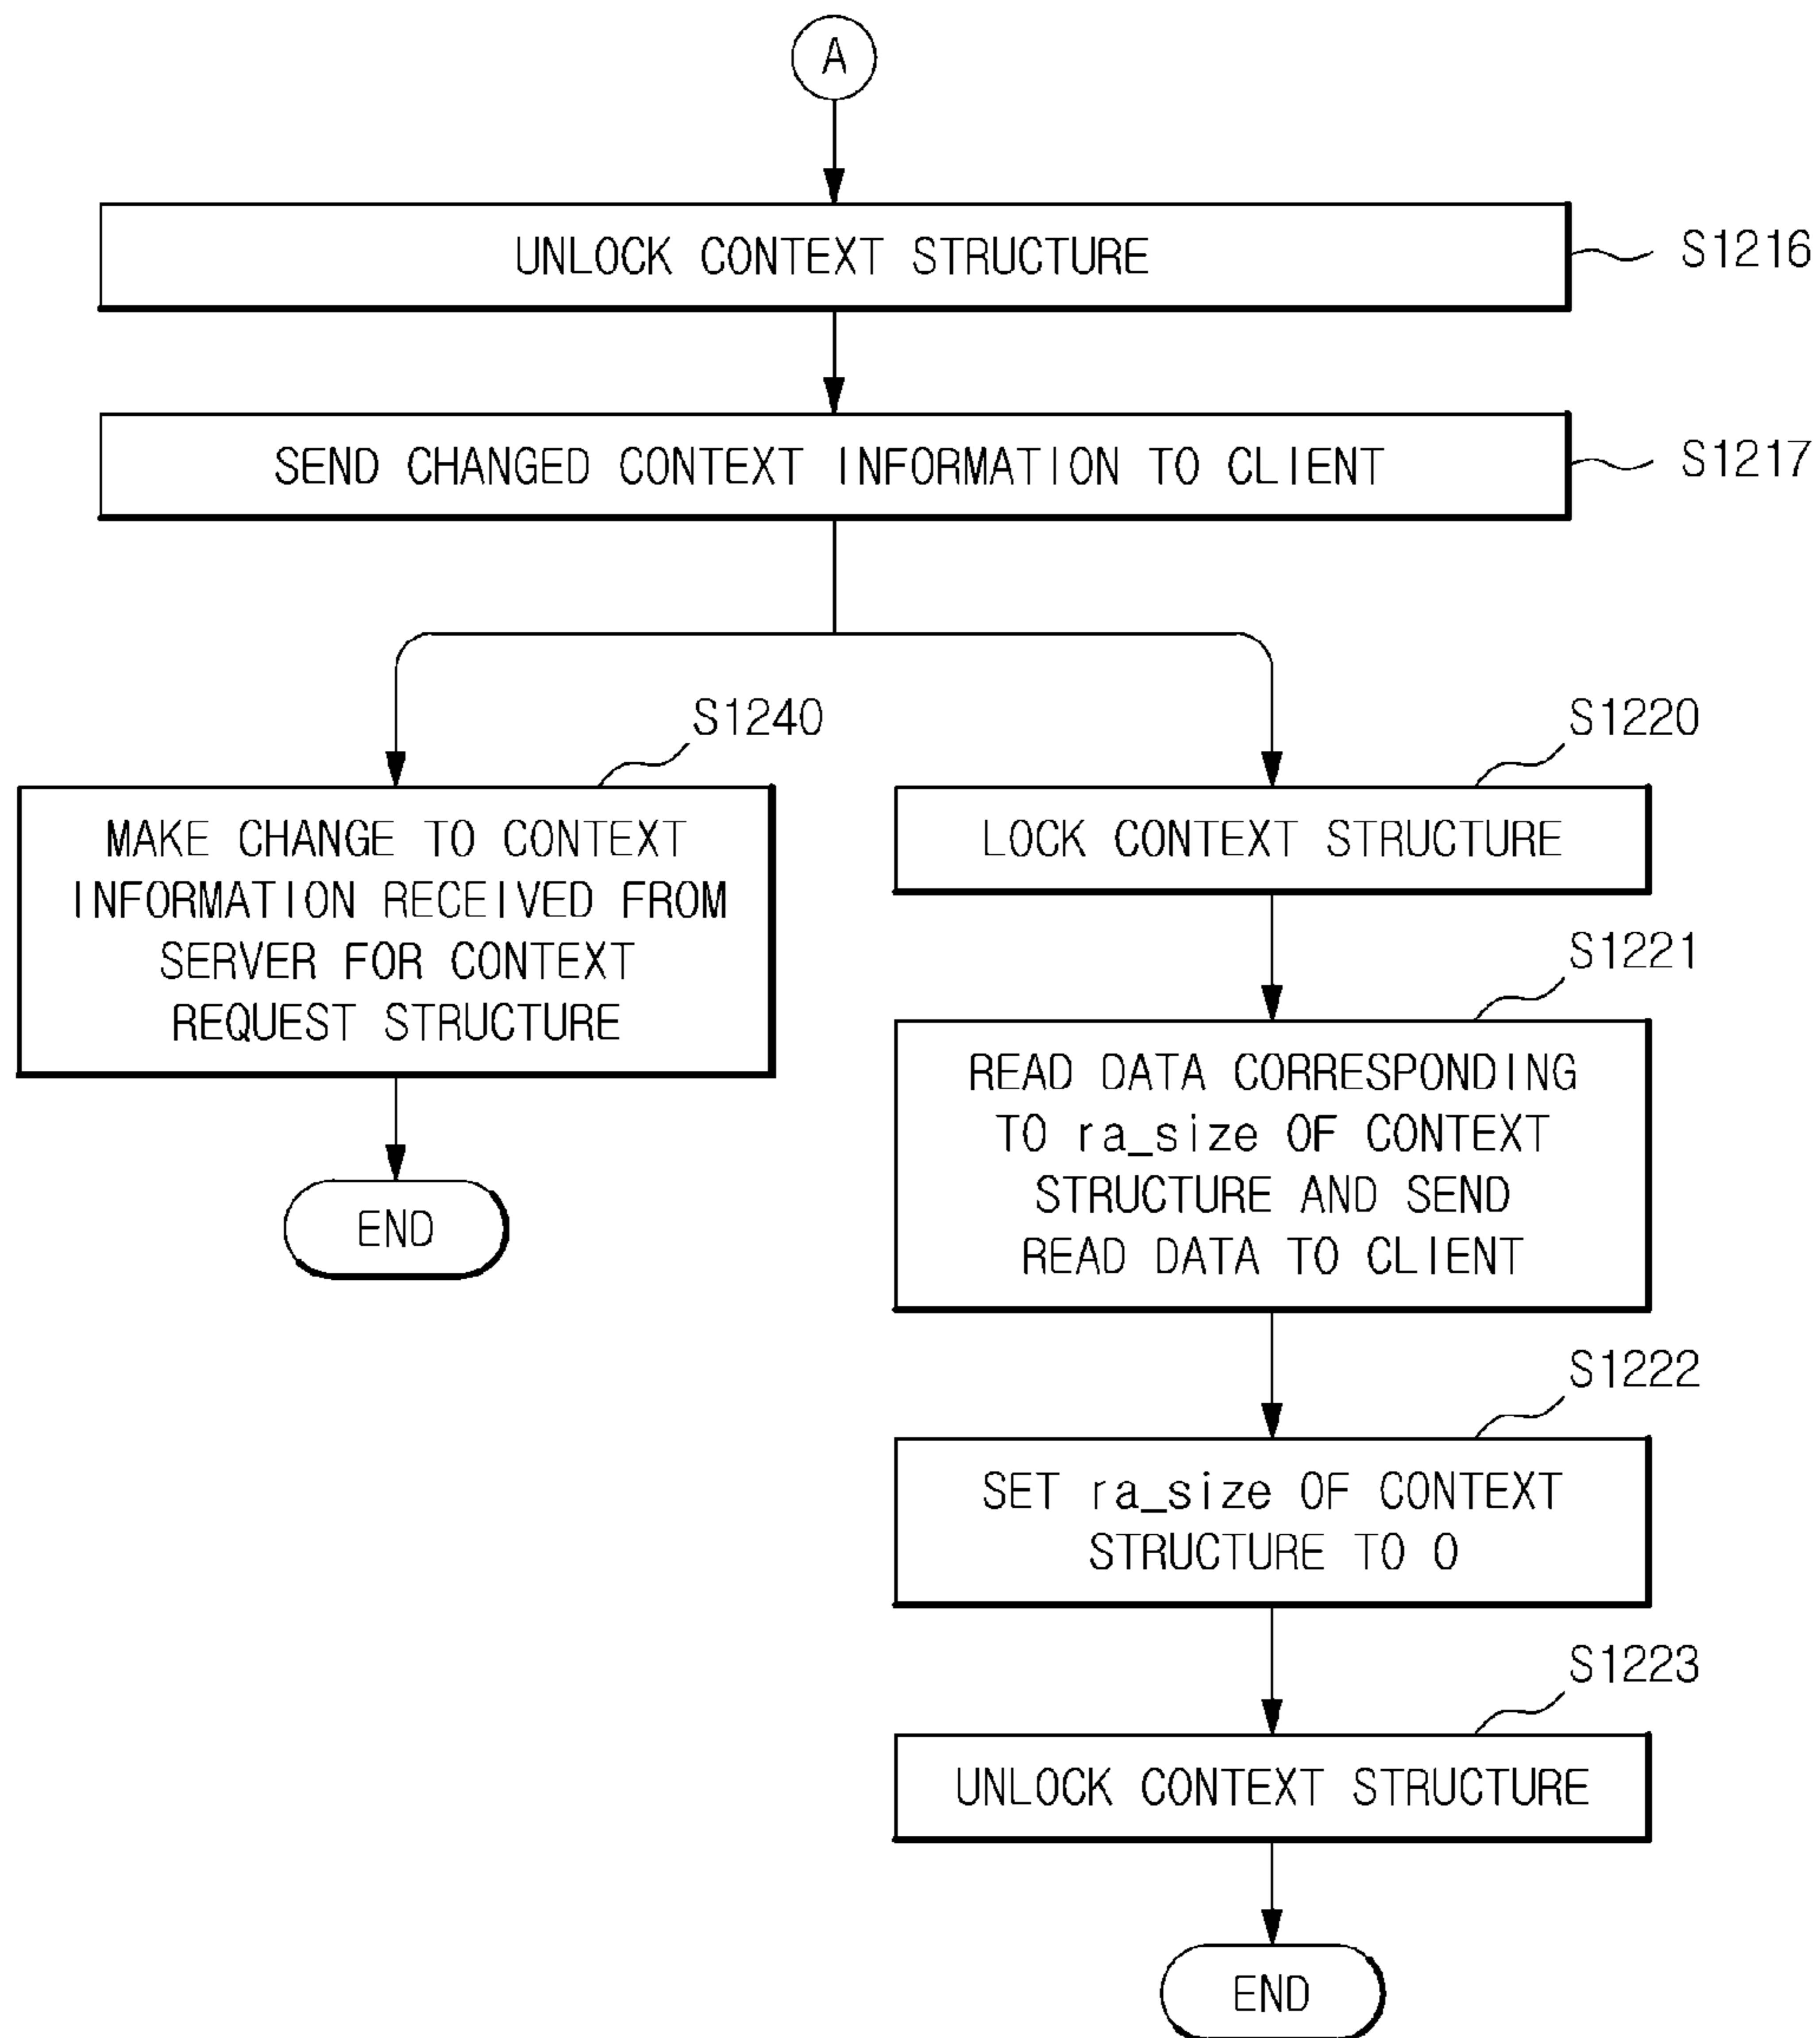 A
UNLOCK CONTEXT STRUCTURE
S1216
SEND CHANGED CONTEXT INFORMATION TO CLIENT
S1217
S1240
MAKE CHANGE TO CONTEXT
INFORMATION RECEIVED FROM
SERVER FOR CONTEXT
REQUEST STRUCTURE
END
S1220
LOCK CONTEXT STRUCTURE
S1221
READ DATA CORRESPONDING
TO ra_size OF CONTEXT
STRUCTURE AND SEND
READ DATA TO CLIENT
S1222
SET ra_size OF CONTEXT
STRUCTURE TO 0
S1223
UNLOCK CONTEXT STRUCTURE
END